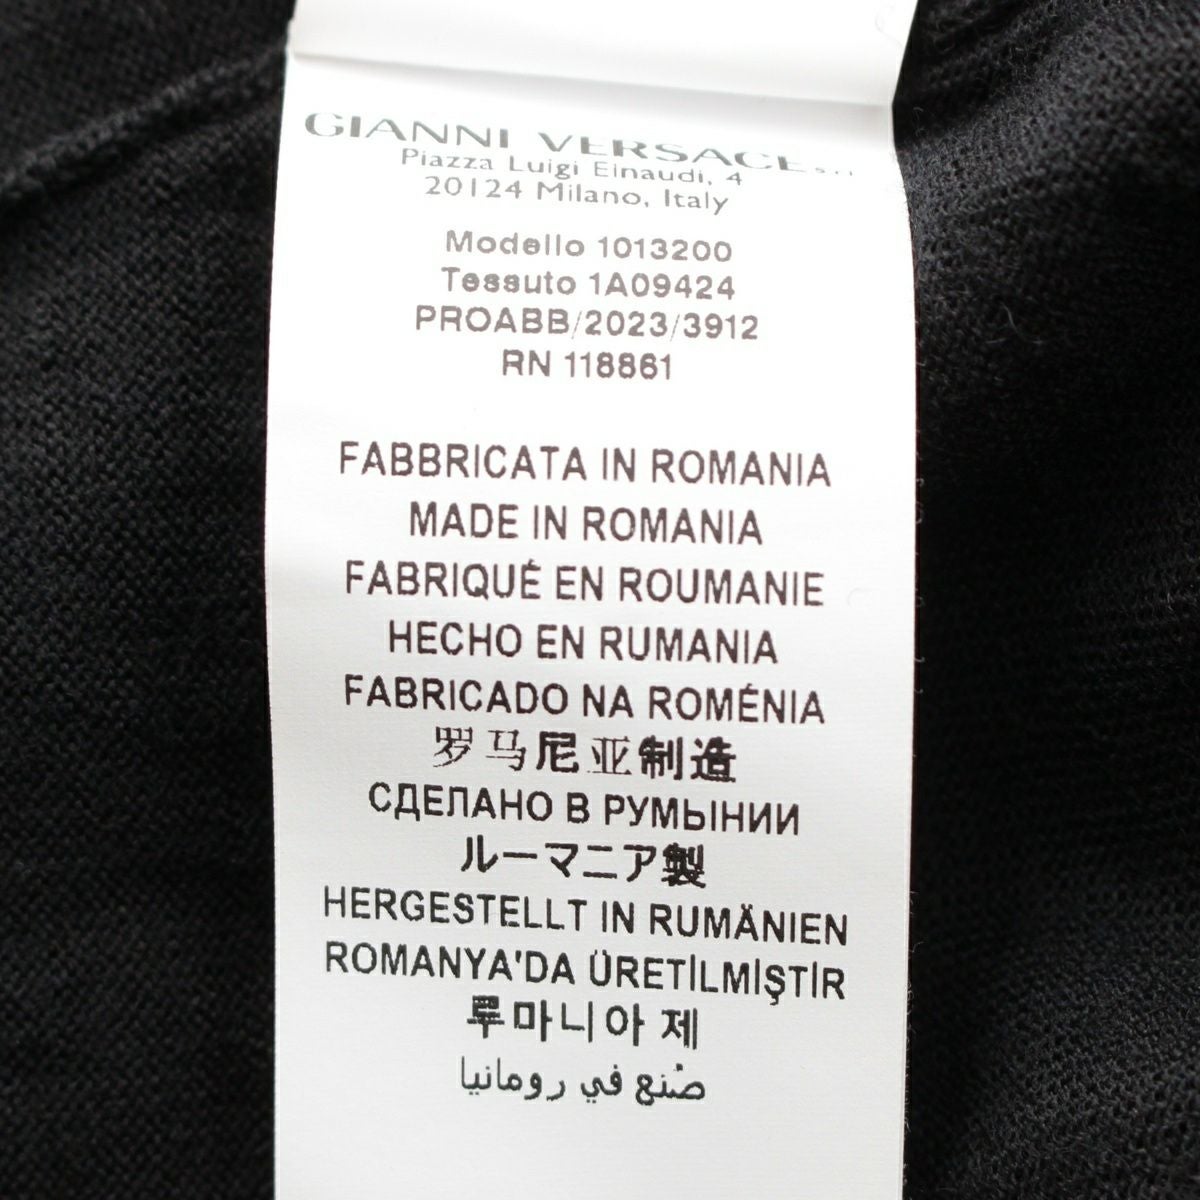 GIANNI VERSACE s.r.l
Piazza Luigi Einaudi, 4
20124 Milano, Italy
Modello 1013200
Tessuto 1A09424
PROABB/2023/3912
RN 118861
FABBRICATA IN ROMANIA
MADE IN ROMANIA
FABRIQUÉ EN ROUMANIE
HECHO EN RUMANIA
FABRICADO NA ROMÉNIA
罗马尼亚制造
СДЕЛАНО В РУМЫНИИ
ルーマニア製
HERGESTELLT IN RUMÄNIEN
ROMANYA'DA ÜRETİLMİŞTİR
루마니아 제
صُنع في رومانيا